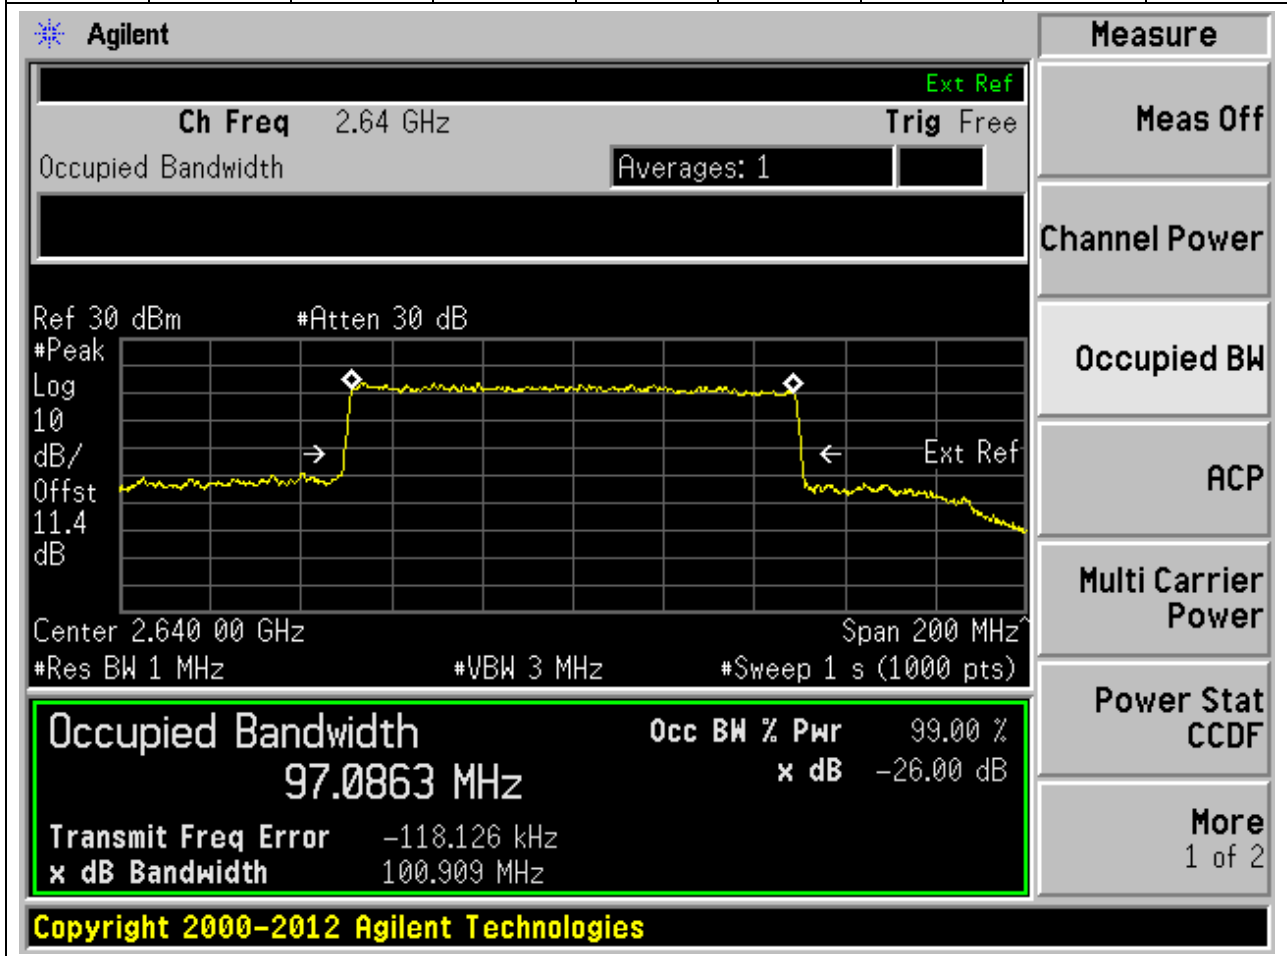 Agilent
Measure
Ext Ref
Ch Freq 2.64 GHz Trig Free
Occupied Bandwidth Averages: 1
Meas Off
Channel Power
Occupied BW
ACP
Multi Carrier
Power
Power Stat
CCDF
More
1 of 2
Ref 30 dBm #Atten 30 dB
#Peak
Log
10
dB/
Offst
11.4
dB
Ext Ref
Center 2.640 00 GHz Span 200 MHz^
#Res BW 1 MHz #VBW 3 MHz #Sweep 1 s (1000 pts)
Occupied Bandwidth
97.0863 MHz
Occ BW % Pwr 99.00 %
x dB -26.00 dB
Transmit Freq Error -118.126 kHz
x dB Bandwidth 100.909 MHz
Copyright 2000-2012 Agilent Technologies